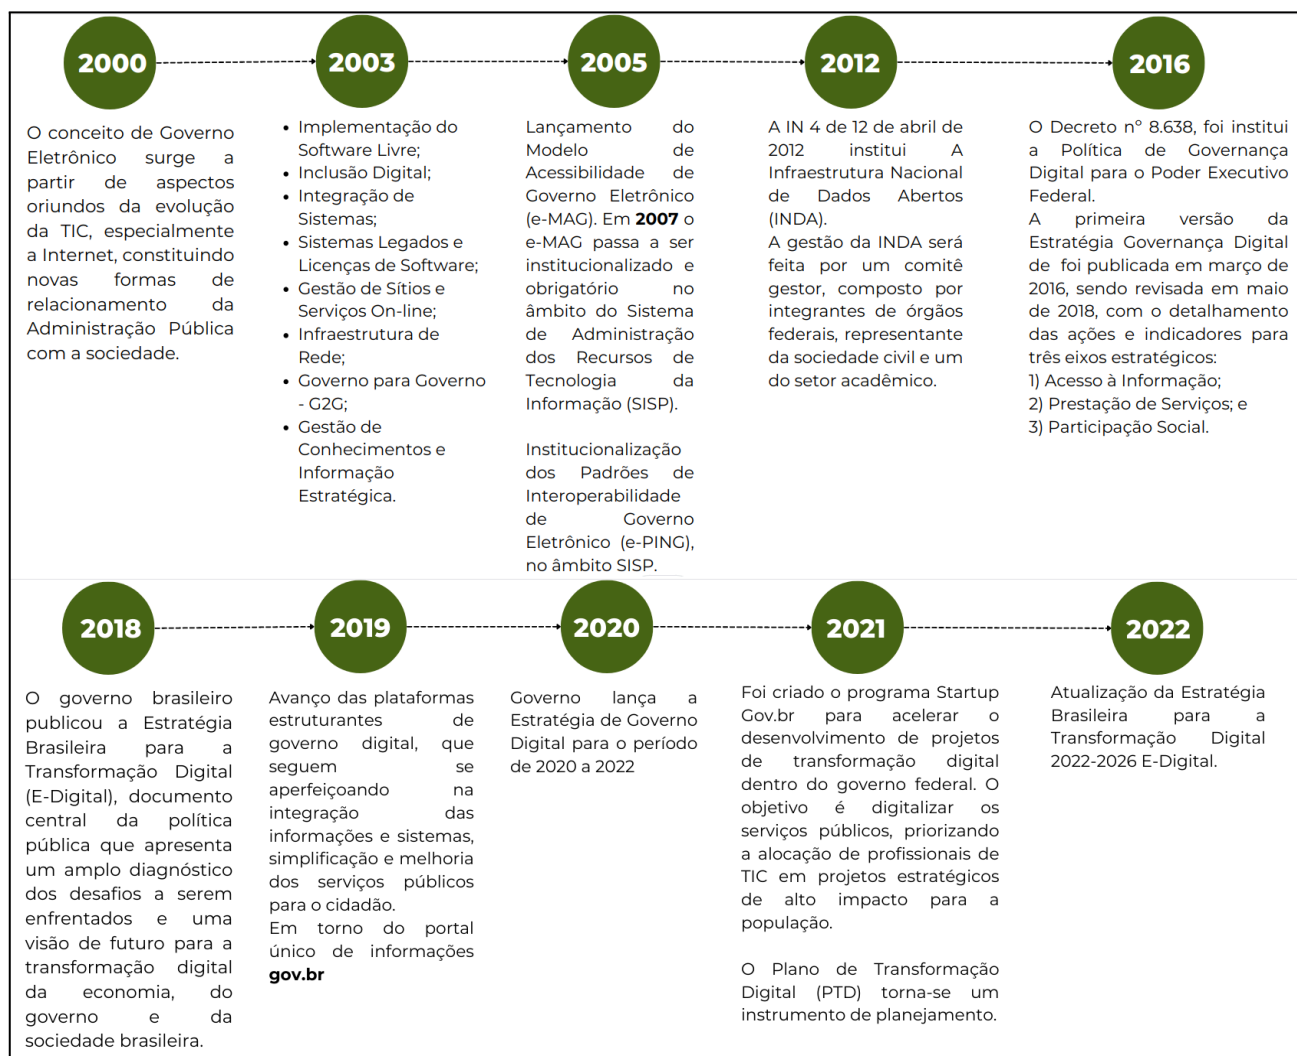 2000
O conceito de Governo
Eletrônico surge a
partir de aspectos
oriundos da evolução
da TIC, especialmente
a Internet, constituindo
novas formas de
relacionamento da
Administração Pública
com a sociedade.
2003
• Implementação do
Software Livre;
• Inclusão Digital;
• Integração de
Sistemas;
• Sistemas Legados e
Licenças de Software;
• Gestão de Sítios e
Serviços On-line;
• Infraestrutura de
Rede;
• Governo para Governo
- G2G;
• Gestão de
Conhecimentos e
Informação
Estratégica.
2005
Lançamento do
Modelo de
Acessibilidade de
Governo Eletrônico
(e-MAG). Em 2007 o
e-MAG passa a ser
institucionalizado e
obrigatório no
âmbito do Sistema
de Administração
dos Recursos de
Tecnologia da
Informação (SISP).
Institucionalização
dos Padrões de
Interoperabilidade
de Governo
Eletrônico (e-PING),
no âmbito SISP.
2012
A IN 4 de 12 de abril de
2012 institui A
Infraestrutura Nacional
de Dados Abertos
(INDA).
A gestão da INDA será
feita por um comitê
gestor, composto por
integrantes de órgãos
federais, representante
da sociedade civil e um
do setor acadêmico.
2016
O Decreto nº 8.638, foi institui
a Política de Governança
Digital para o Poder Executivo
Federal.
A primeira versão da
Estratégia Governança Digital
de foi publicada em março de
2016, sendo revisada em maio
de 2018, com o detalhamento
das ações e indicadores para
três eixos estratégicos:
1) Acesso à Informação;
2) Prestação de Serviços; e
3) Participação Social.
2018
O governo brasileiro
publicou a Estratégia
Brasileira para a
Transformação Digital
(E-Digital), documento
central da política
pública que apresenta
um amplo diagnóstico
dos desafios a serem
enfrentados e uma
visão de futuro para a
transformação digital
da economia, do
governo e da
sociedade brasileira.
2019
Avanço das plataformas
estruturantes de
governo digital, que
seguem se
aperfeiçoando na
integração das
informações e sistemas,
simplificação e melhoria
dos serviços públicos
para o cidadão.
Em torno do portal
único de informações
gov.br
2020
Governo lança a
Estratégia de Governo
Digital para o período
de 2020 a 2022
2021
Foi criado o programa Startup
Gov.br para acelerar o
desenvolvimento de projetos
de transformação digital
dentro do governo federal. O
objetivo é digitalizar os
serviços públicos, priorizando
a alocação de profissionais de
TIC em projetos estratégicos
de alto impacto para a
população.
O Plano de Transformação
Digital (PTD) torna-se um
instrumento de planejamento.
2022
Atualização da Estratégia
Brasileira para a
Transformação Digital
2022-2026 E-Digital.